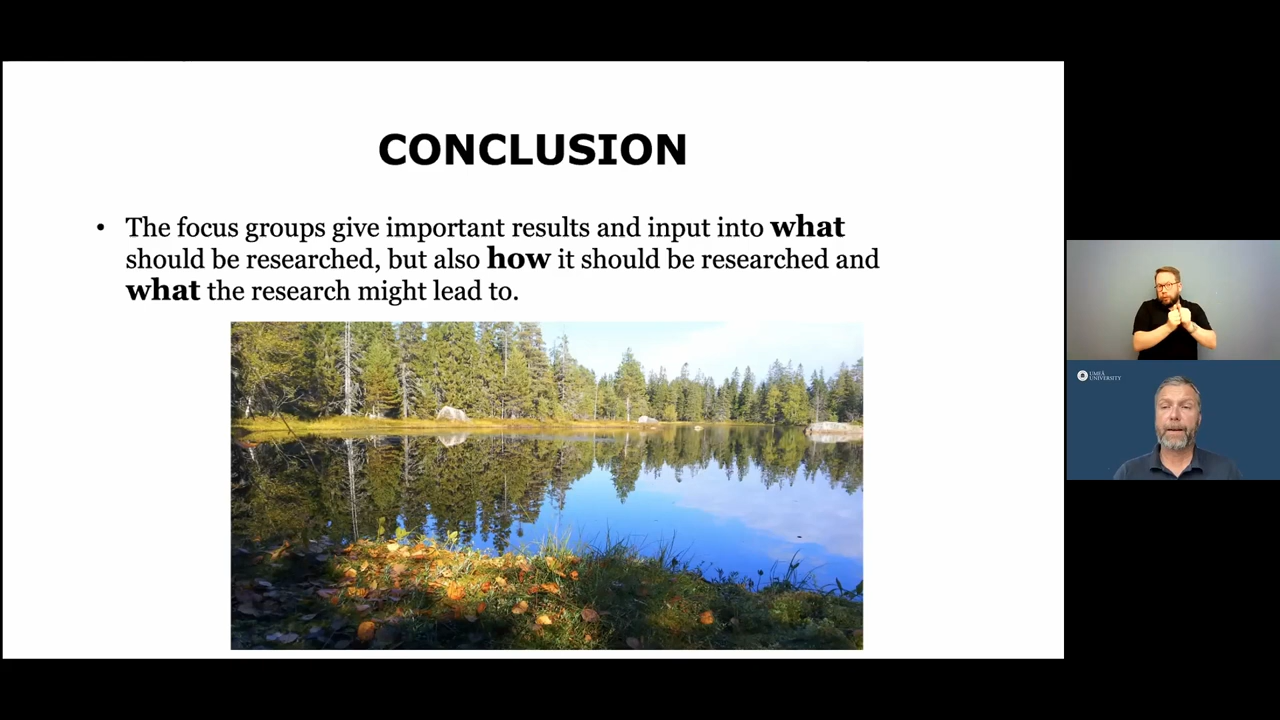 CONCLUSION
• The focus groups give important results and input into what
should be researched, but also how it should be researched and
what the research might lead to.
UMEÅ
UNIVERSITY